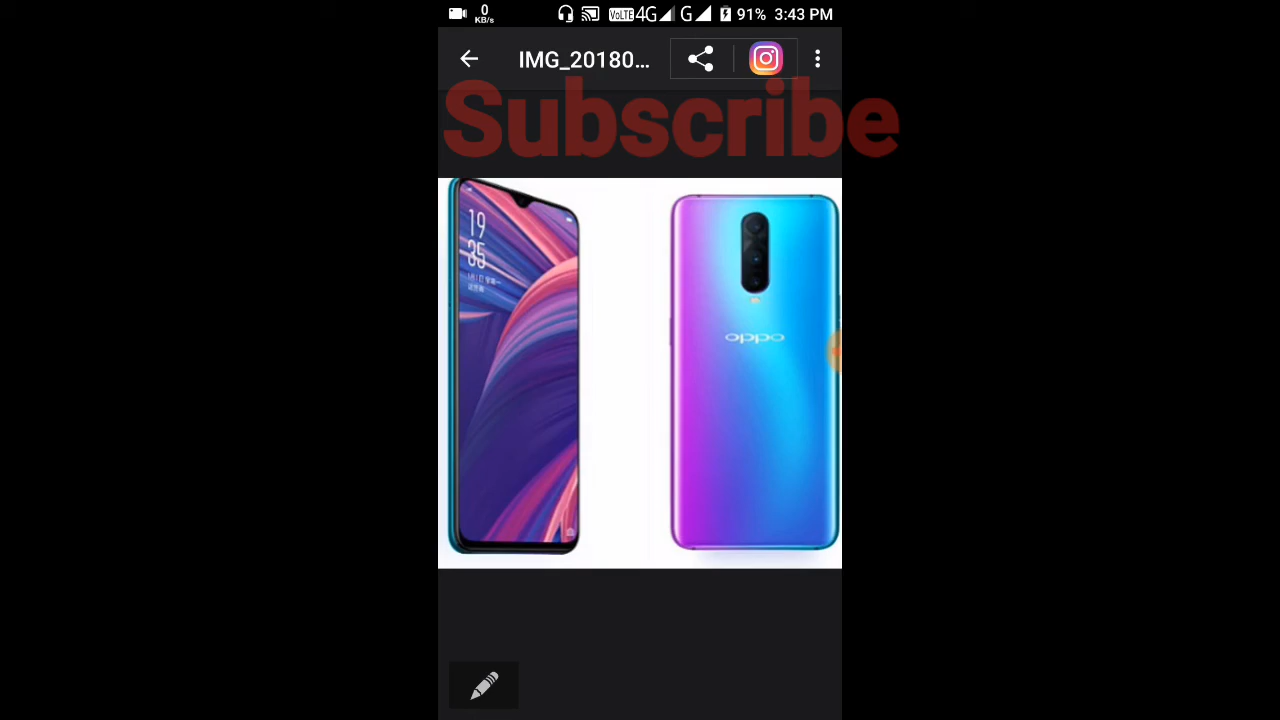 0 KB/s VoLTE 4G G 91% 3:43 PM
IMG_20180...
Subscribe
19
35
oppo